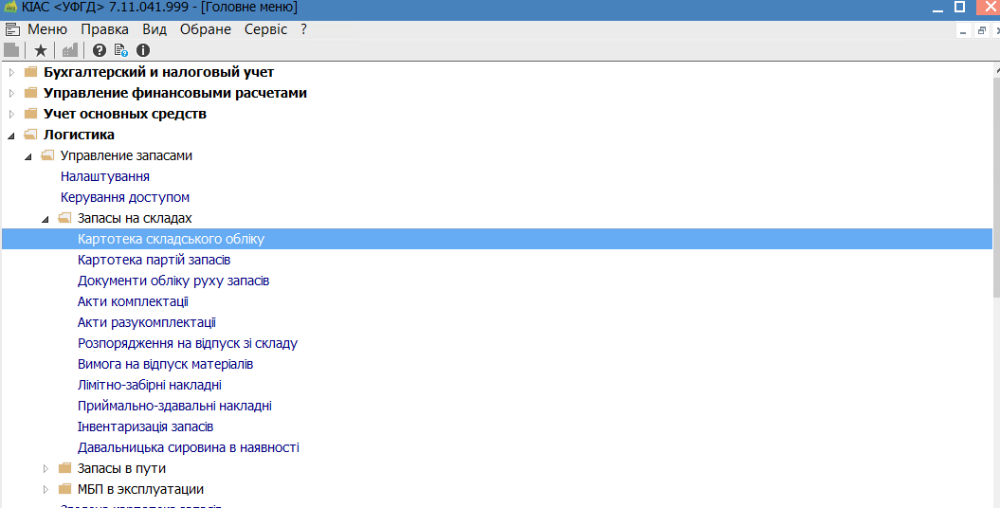 КІАС <УФГД> 7.11.041.999 - [Головне меню]
Меню Правка Вид Обране Сервіс ?
Бухгалтерский и налоговый учет
Управление финансовыми расчетами
Учет основных средств
Логистика
Управление запасами
Налаштування
Керування доступом
Запасы на складах
Картотека складського обліку
Картотека партій запасів
Документи обліку руху запасів
Акти комплектації
Акти разукомплектації
Розпорядження на відпуск зі складу
Вимога на відпуск матеріалів
Лімітно-забірні накладні
Приймально-здавальні накладні
Інвентаризація запасів
Давальницька сировина в наявності
Запасы в пути
МБП в эксплуатации